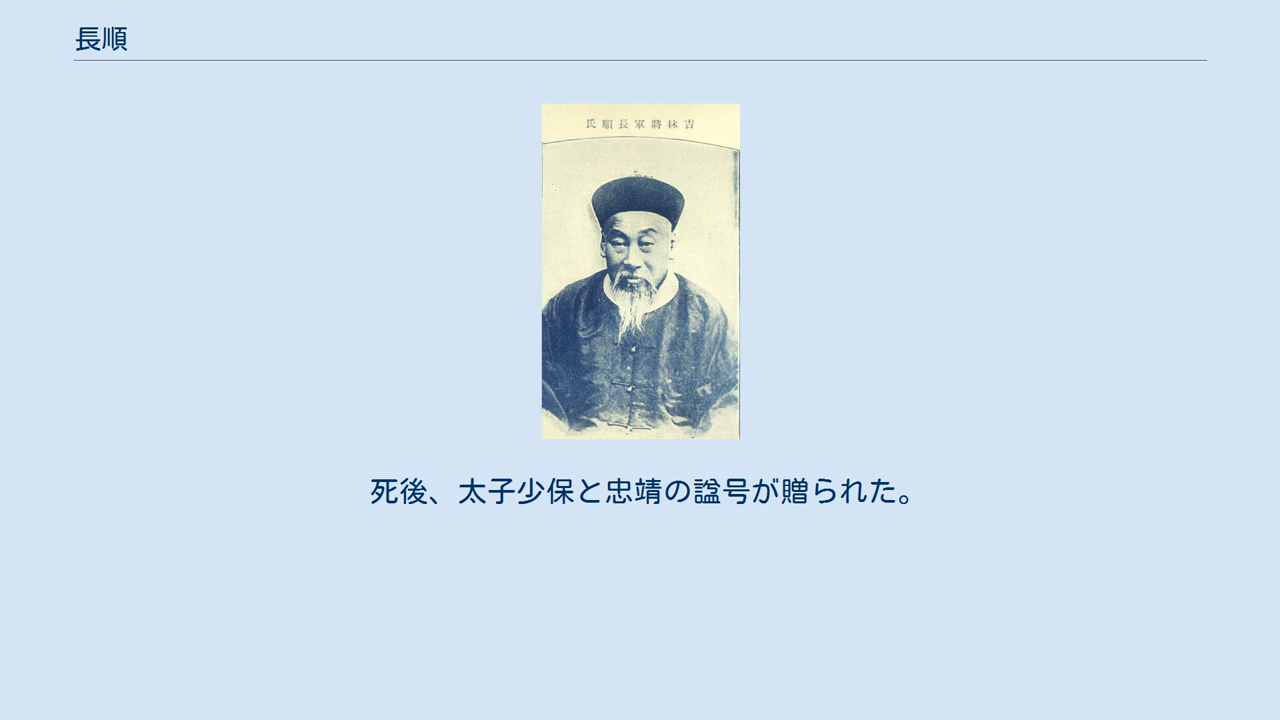 長順
吉林將軍長順氏
死後、太子少保と忠靖の諡号が贈られた。